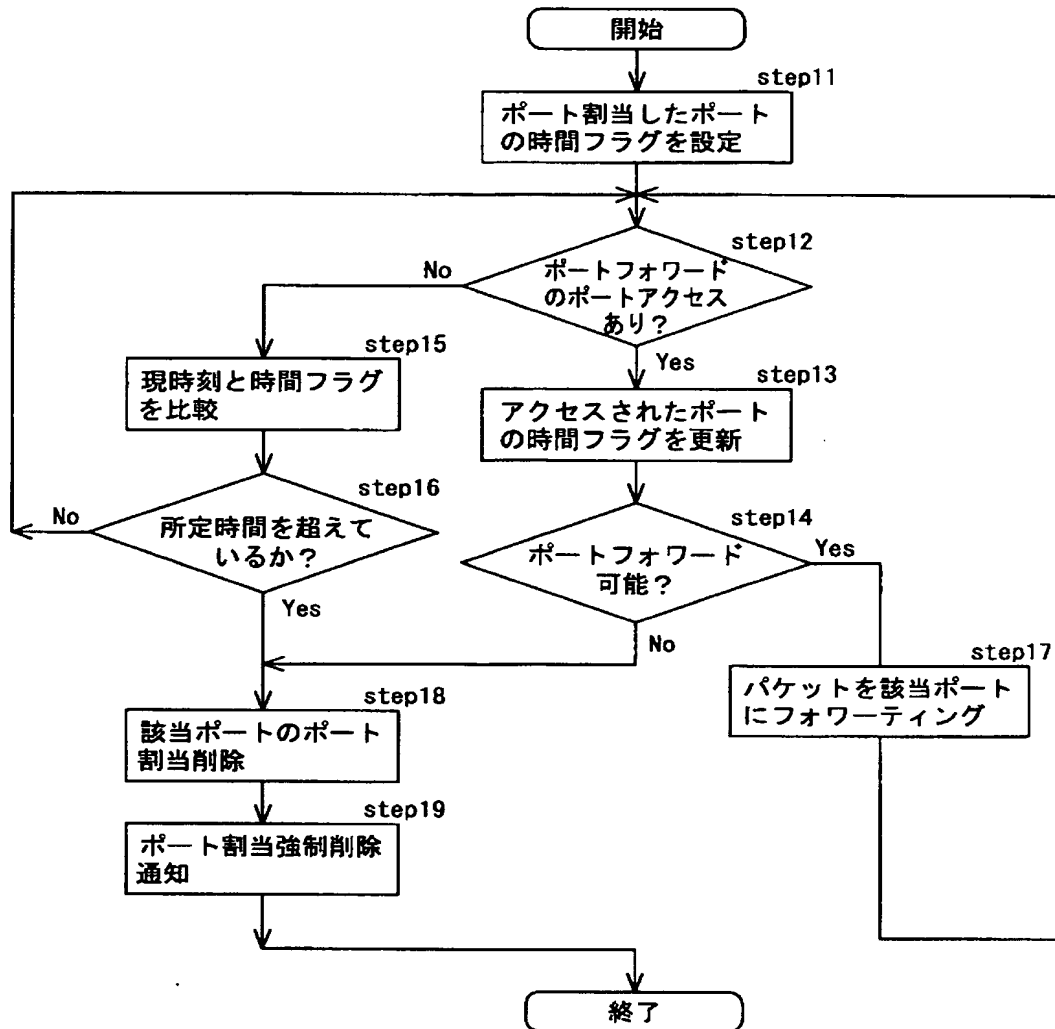 開始
step11
ポート割当したポート
の時間フラグを設定
step12
ポートフォワード
のポートアクセス
あり？
No
Yes
step15
現時刻と時間フラグ
を比較
step13
アクセスされたポート
の時間フラグを更新
step16
所定時間を超えて
いるか？
No
Yes
step14
ポートフォワード
可能？
Yes
No
step17
パケットを該当ポート
にフォワーティング
step18
該当ポートのポート
割当削除
step19
ポート割当強制削除
通知
終了